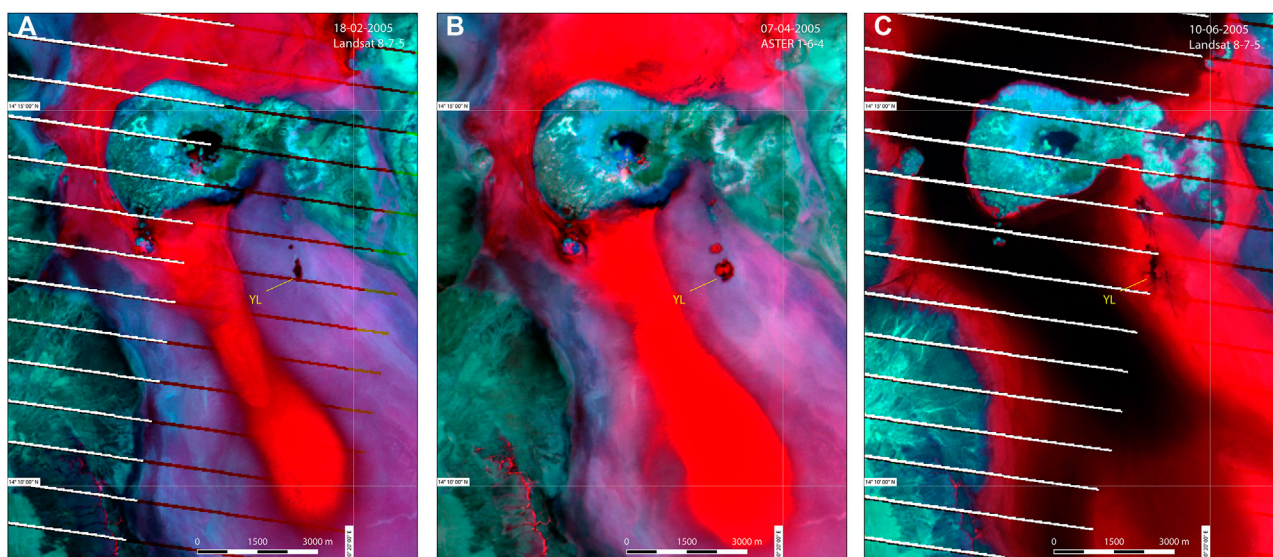 A
18-02-2005
Landsat 8-7-5
14° 15' 00" N
YL
14° 10' 00" N
0 1500 3000 m
B
07-04-2005
ASTER 1-6-4
14° 15' 00" N
YL
14° 10' 00" N
0 1500 3000 m
C
10-06-2005
Landsat 8-7-5
14° 15' 00" N
YL
14° 10' 00" N
0 1500 3000 m